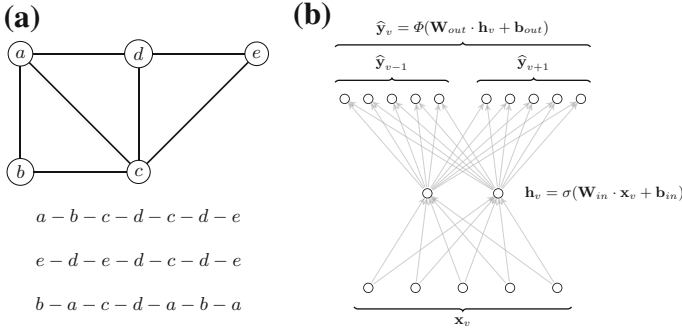 (a)
a d e
b c
a − b − c − d − c − d − e
e − d − e − d − c − d − e
b − a − c − d − a − b − a
(b)
ŷ_v = Φ(W_out · h_v + b_out)
ŷ_{v−1} ŷ_{v+1}
h_v = σ(W_in · x_v + b_in)
x_v